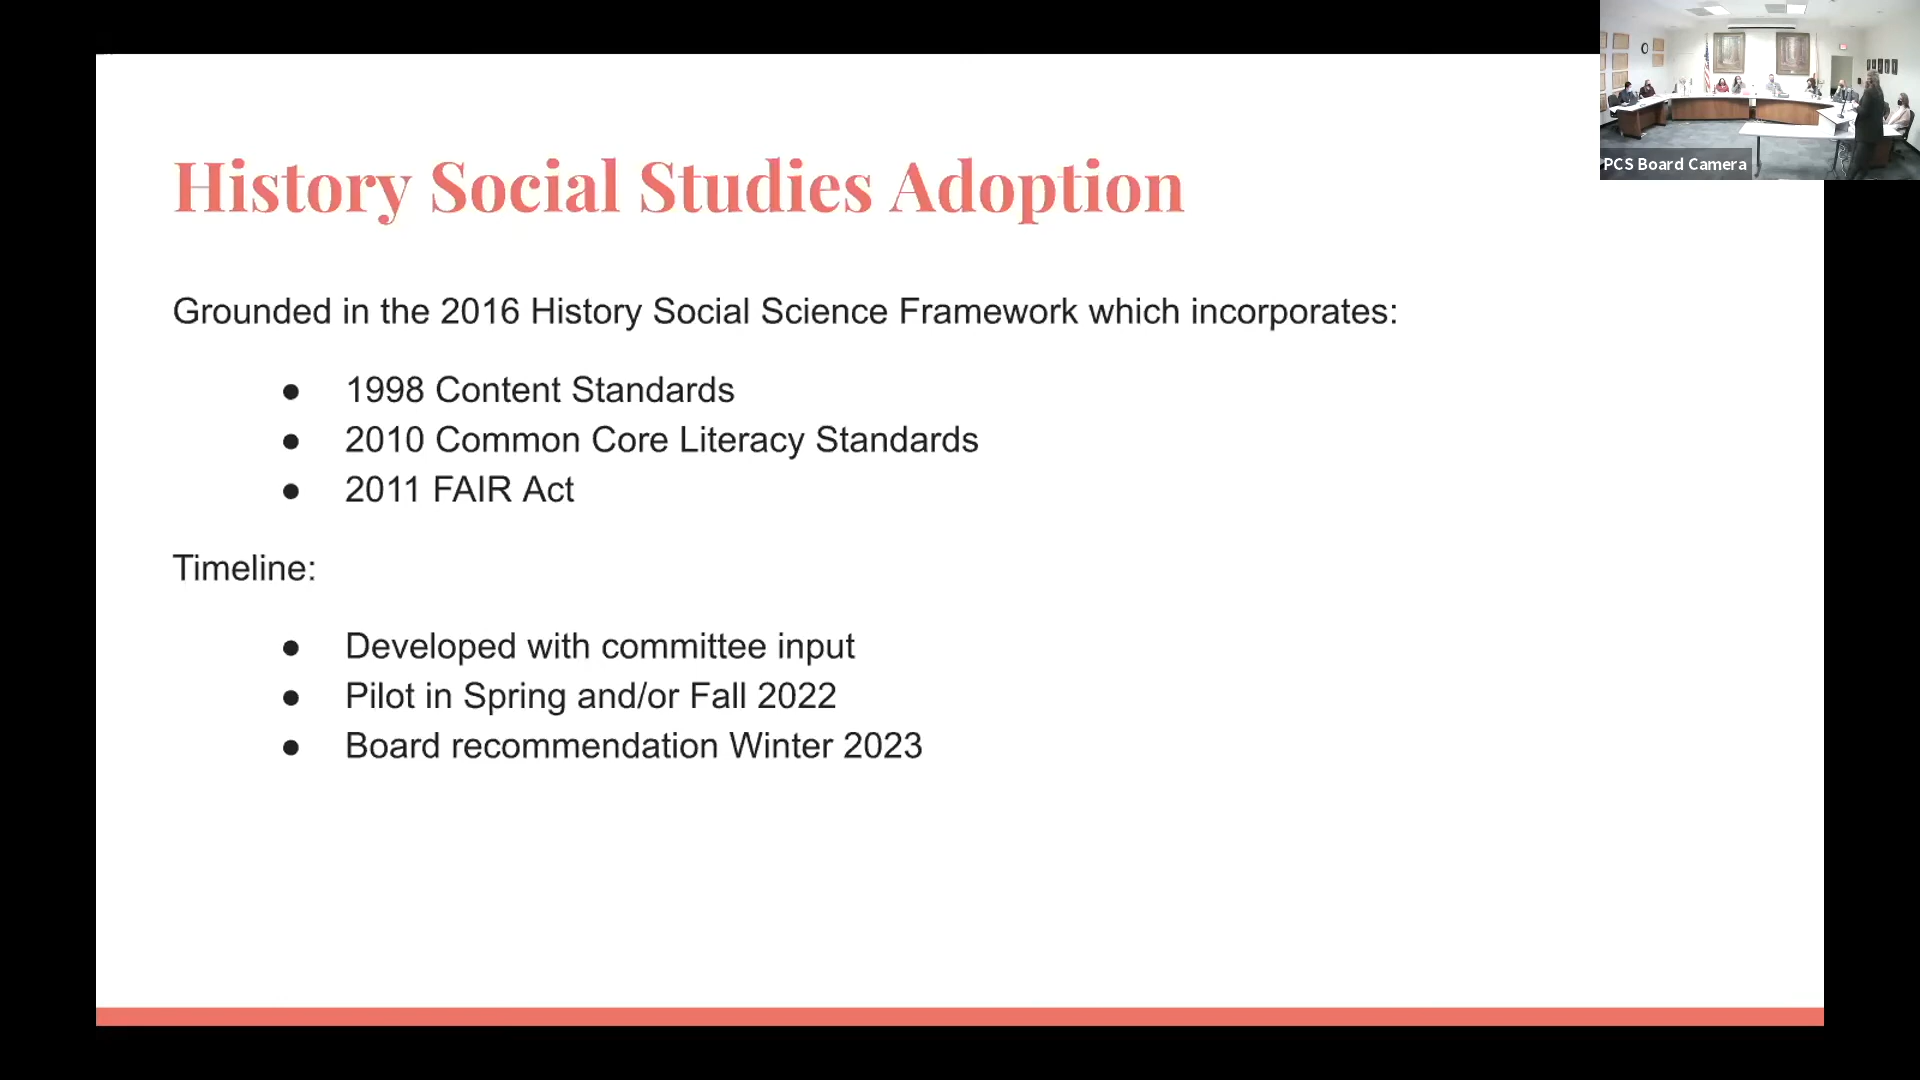 History Social Studies Adoption
Grounded in the 2016 History Social Science Framework which incorporates:
● 1998 Content Standards
● 2010 Common Core Literacy Standards
● 2011 FAIR Act
Timeline:
● Developed with committee input
● Pilot in Spring and/or Fall 2022
● Board recommendation Winter 2023
PCS Board Camera